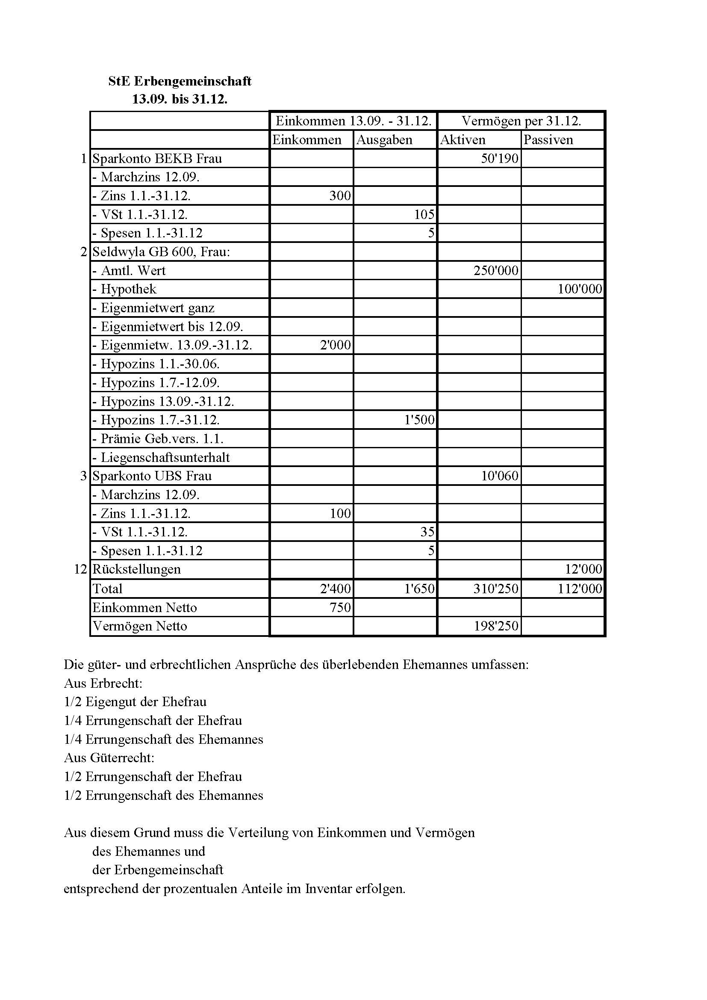 StE Erbengemeinschaft
13.09. bis 31.12.
Einkommen 13.09. - 31.12. Vermögen per 31.12.
Einkommen Ausgaben Aktiven Passiven
1 Sparkonto BEKB Frau 50'190
- Marchzins 12.09.
- Zins 1.1.-31.12. 300
- VSt 1.1.-31.12. 105
- Spesen 1.1.-31.12 5
2 Seldwyla GB 600, Frau:
- Amtl. Wert 250'000
- Hypothek 100'000
- Eigenmietwert ganz
- Eigenmietwert bis 12.09.
- Eigenmietw. 13.09.-31.12. 2'000
- Hypozins 1.1.-30.06.
- Hypozins 1.7.-12.09.
- Hypozins 13.09.-31.12.
- Hypozins 1.7.-31.12. 1'500
- Prämie Geb.vers. 1.1.
- Liegenschaftsunterhalt
3 Sparkonto UBS Frau 10'060
- Marchzins 12.09.
- Zins 1.1.-31.12. 100
- VSt 1.1.-31.12. 35
- Spesen 1.1.-31.12 5
12 Rückstellungen 12'000
Total 2'400 1'650 310'250 112'000
Einkommen Netto 750
Vermögen Netto 198'250
Die güter- und erbrechtlichen Ansprüche des überlebenden Ehemannes umfassen:
Aus Erbrecht:
1/2 Eigengut der Ehefrau
1/4 Errungenschaft der Ehefrau
1/4 Errungenschaft des Ehemannes
Aus Güterrecht:
1/2 Errungenschaft der Ehefrau
1/2 Errungenschaft des Ehemannes
Aus diesem Grund muss die Verteilung von Einkommen und Vermögen
des Ehemannes und
der Erbengemeinschaft
entsprechend der prozentualen Anteile im Inventar erfolgen.